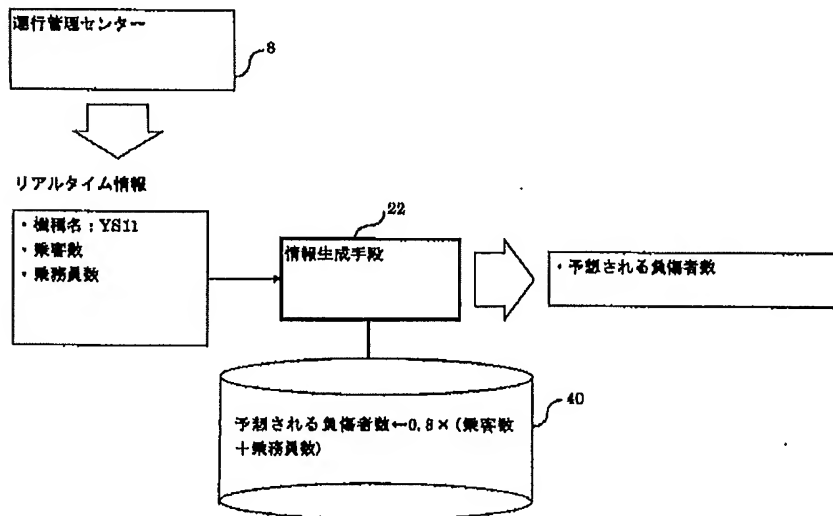 運行管理センター
8
リアルタイム情報
・機種名：YS11
・乗客数
・乗務員数
22
情報生成手段
・予想される負傷者数
40
予想される負傷者数←0.8×(乗客数
＋乗務員数)